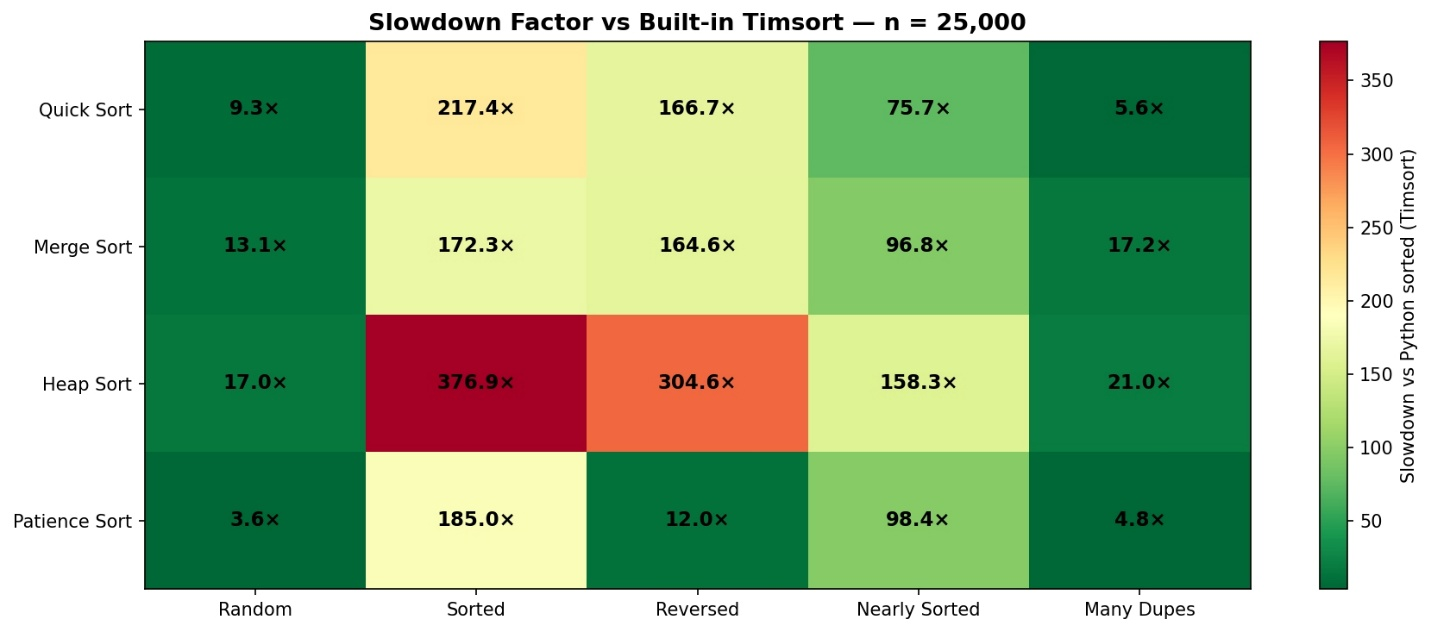 Slowdown Factor vs Built-in Timsort — n = 25,000
Quick Sort 9.3× 217.4× 166.7× 75.7× 5.6×
Merge Sort 13.1× 172.3× 164.6× 96.8× 17.2×
Heap Sort 17.0× 376.9× 304.6× 158.3× 21.0×
Patience Sort 3.6× 185.0× 12.0× 98.4× 4.8×
Random Sorted Reversed Nearly Sorted Many Dupes
350
300
250
200
150
100
50
Slowdown vs Python sorted (Timsort)